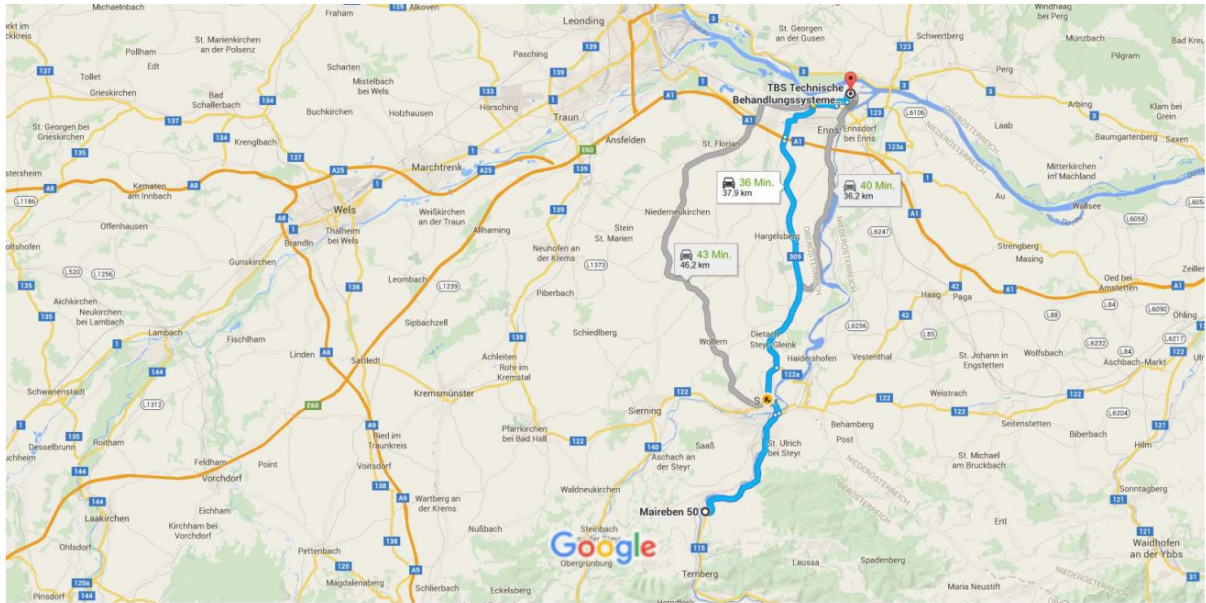 Michaelnbach
Fraham
Alkoven
Leonding
St. Georgen
an der Gusen
Schwertberg
Windhaag
bei Perg
Münzbach
Bad Kreu
Pilgram
St. Marienkirchen
an der Polsenz
Pollham
Edt
Scharten
Mistelbach
bei Wels
Pasching
Perg
Tollet
Grieskirchen
Bad
Schallerbach
Buchkirchen
Holzhausen
Hörsching
Traun
TBS Technische
Behandlungssysteme...
Enns
Ennsdorf
bei Enns
Arbing
Klam bei
Grein
Baumgartenberg
Saxen
Laab
St. Georgen bei
Grieskirchen
Krenglbach
Ansfelden
St. Florian
Marchtrenk
Mitterkirchen
im Machland
Kematen
am Innbach
Wels
Weißkirchen
an der Traun
36 Min.
37,9 km
40 Min.
36,2 km
Niederneukirchen
Au
Wallsee
Offenhausen
Thalheim
bei Wels
Brandln
Allhaming
Neuhofen an
der Krems
Stein
St. Marien
Hargelsberg
OBERÖSTERREICH
NIEDERÖSTERREICH
Strengberg
Masing
Gunskirchen
43 Min.
46,2 km
Leombach
Oed bei
Amstetten
Zeiller
Aichkirchen
Neukirchen
bei Lambach
Piberbach
Haag
Paga
Öhling
Lambach
Fischlham
Sipbachzell
Schiedlberg
Dietach
Wolfern
Haidershofen
Vestenthal
St. Johann in
Engstetten
Wolfsbach
Aschbach-Markt
Linden
Sattledt
Achleiten
Rohr im
Kremstal
Schwanenstadt
Kremsmünster
Weistrach
Sierning
Seitenstetten
Behamberg
Post
Biberbach
Hilm
Desselbrunn
Roitham
Ried im
Traunkreis
Pfarrkirchen
bei Bad Hall
Saaß
St. Ulrich
bei Steyr
Aschach an
der Steyr
St. Michael
am Bruckbach
Feldham
Point
Voitsdorf
Vorchdorf
Waldneukirchen
Sonntagberg
Eichham
Wartberg an
der Krems
Maireben 50
Laakirchen
Kirchham bei
Vorchdorf
Nußbach
Steinbach
an der Steyr
Ertl
Waidhofen
an der Ybbs
Google
Ohlsdorf
Pettenbach
Obergrünburg
Spadenberg
Laussa
Ternberg
Magdalenaberg
Schlierbach
Eckelsberg
Maria Neustift
Pinsdorf